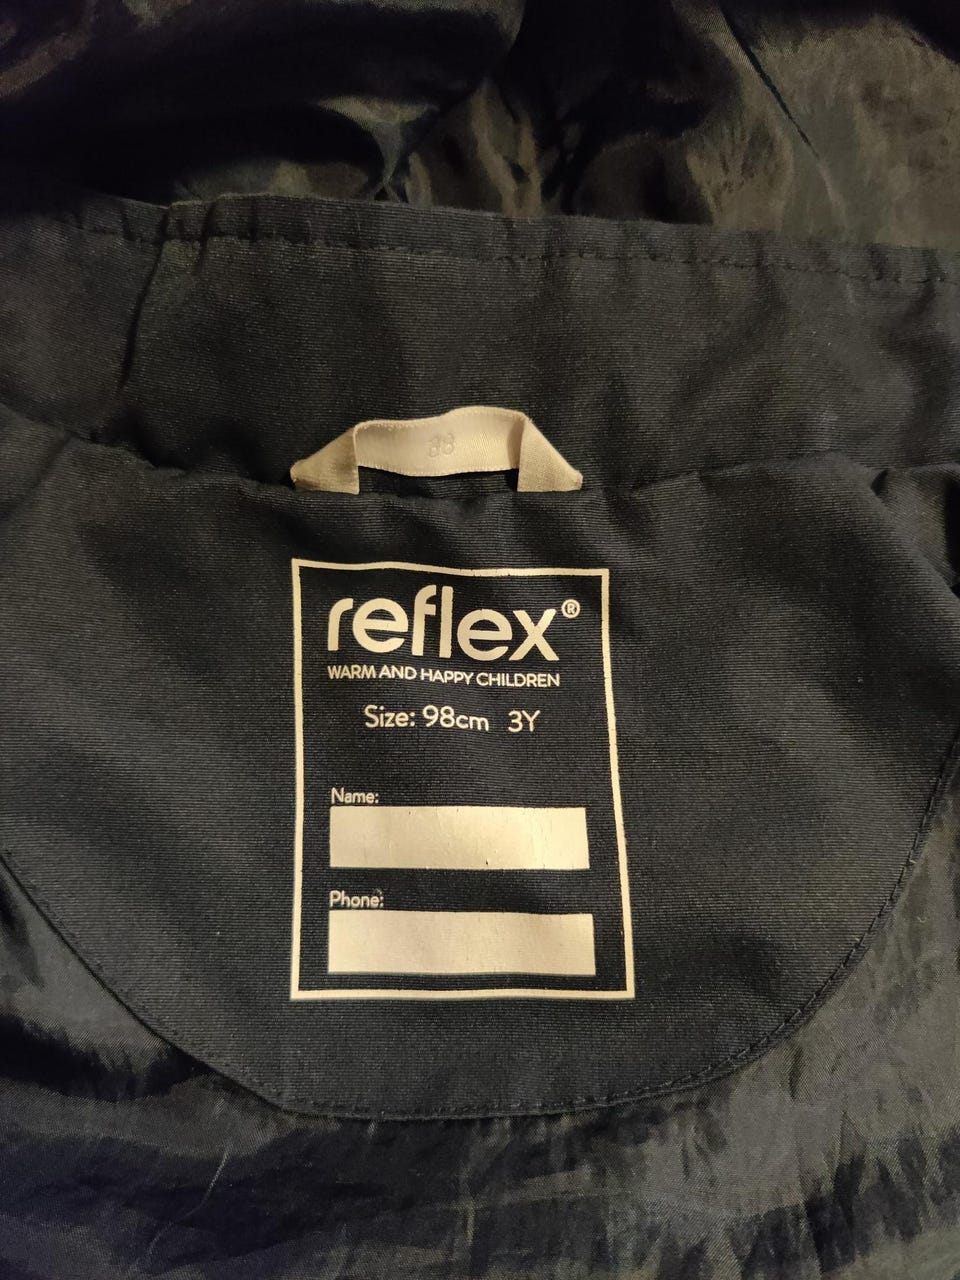 reflex®
WARM AND HAPPY CHILDREN
Size: 98cm 3Y
Name:
Phone: